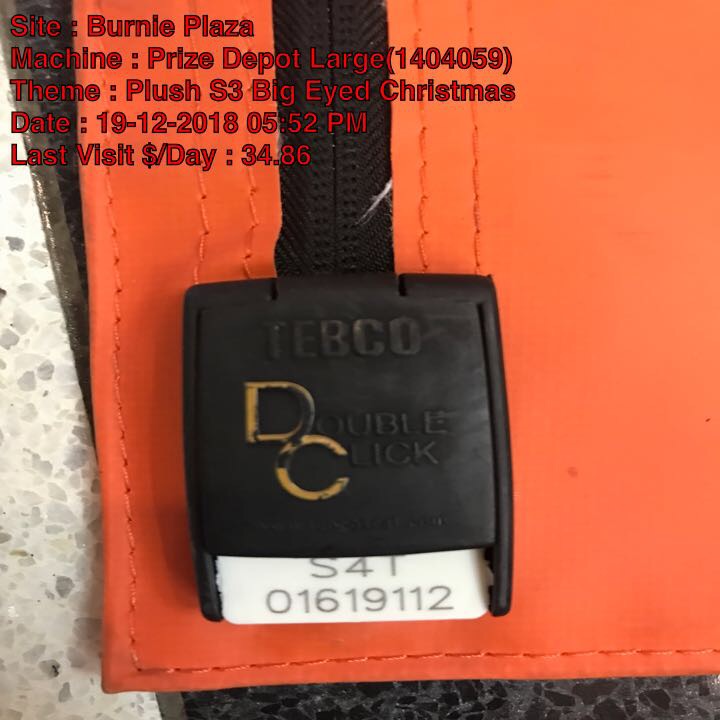 Site : Burnie Plaza
Machine : Prize Depot Large(1404059)
Theme : Plush S3 Big Eyed Christmas
Date : 19-12-2018 05:52 PM
Last Visit $/Day : 34.86
TEBCO
DOUBLE
CLICK
S4T
01619112